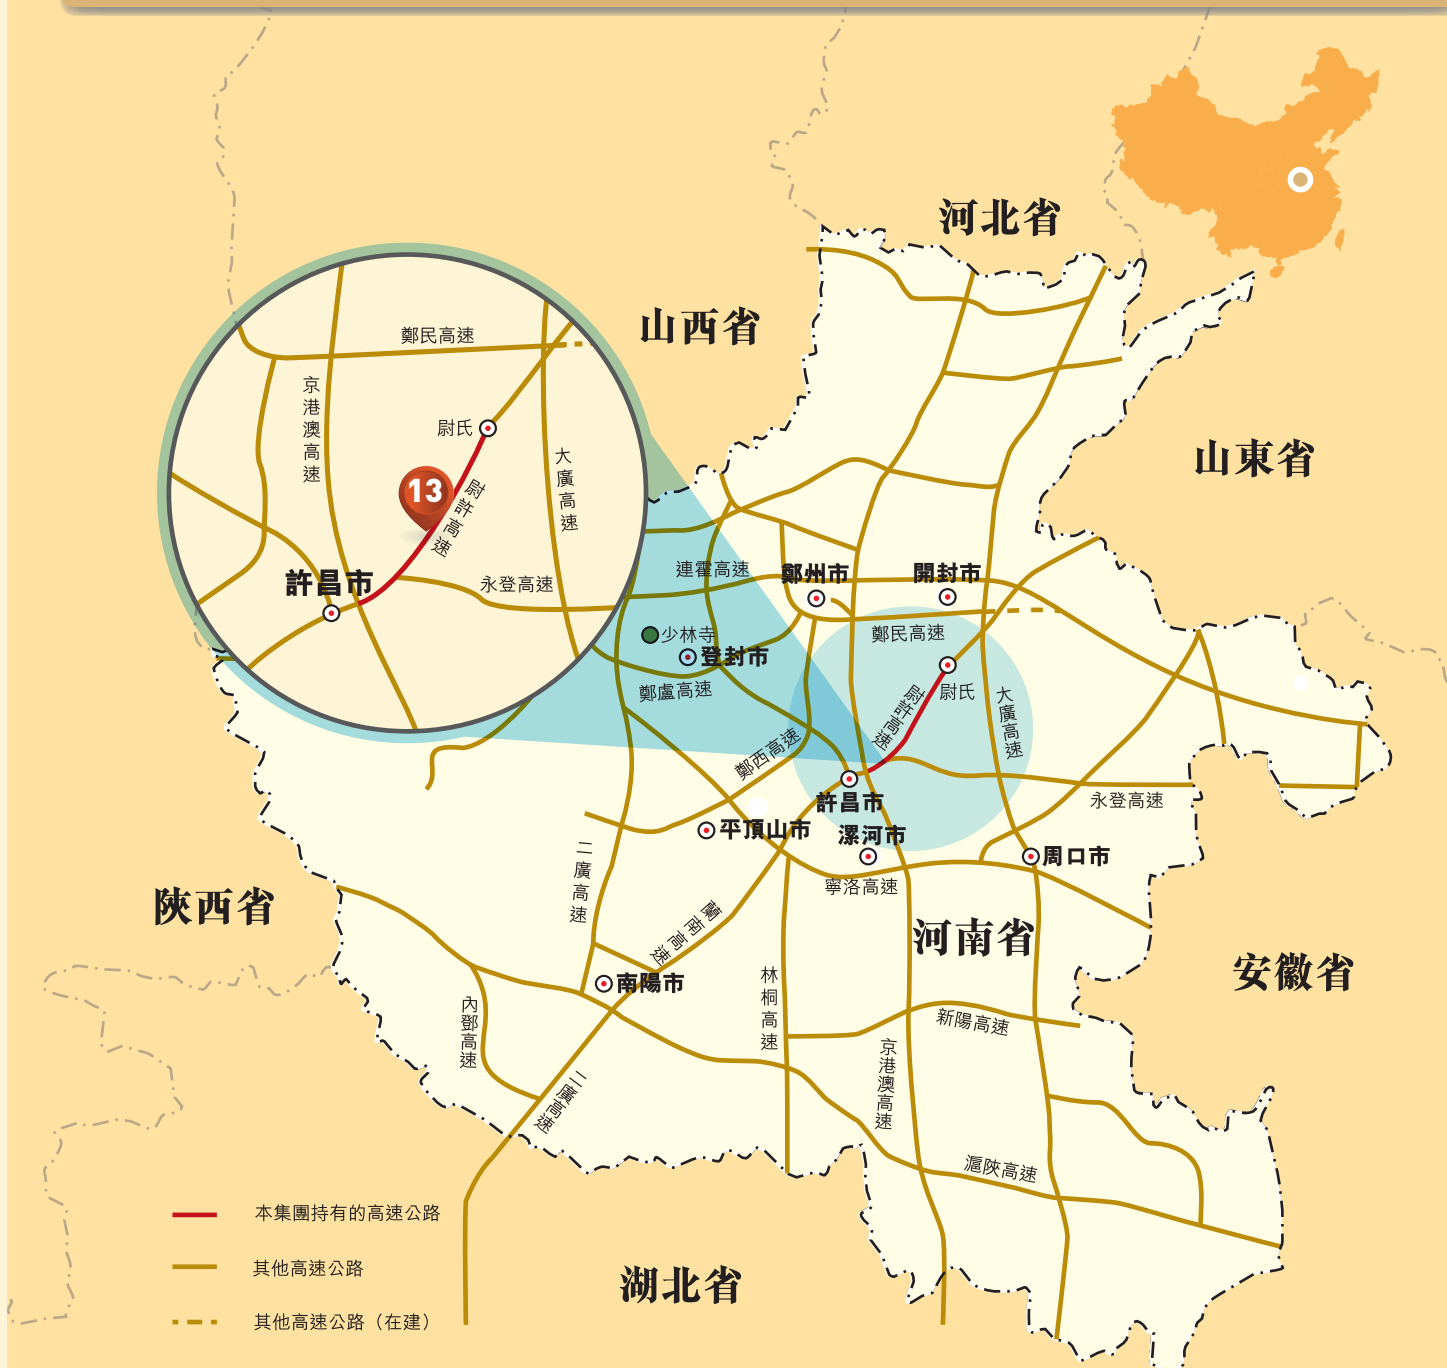 河北省
山西省
鄭民高速
京港澳高速
尉氏
大廣高速
13
尉許高速
許昌市
永登高速
山東省
連霍高速
鄭州市
開封市
少林寺
登封市
鄭民高速
鄭盧高速
尉氏
尉許高速
大廣高速
鄭西高速
許昌市
永登高速
平頂山市
漯河市
周口市
二廣高速
寧洛高速
陝西省
蘭南高速
河南省
安徽省
南陽市
林桐高速
內鄧高速
新陽高速
京港澳高速
二廣高速
滬陝高速
湖北省
本集團持有的高速公路
其他高速公路
其他高速公路（在建）